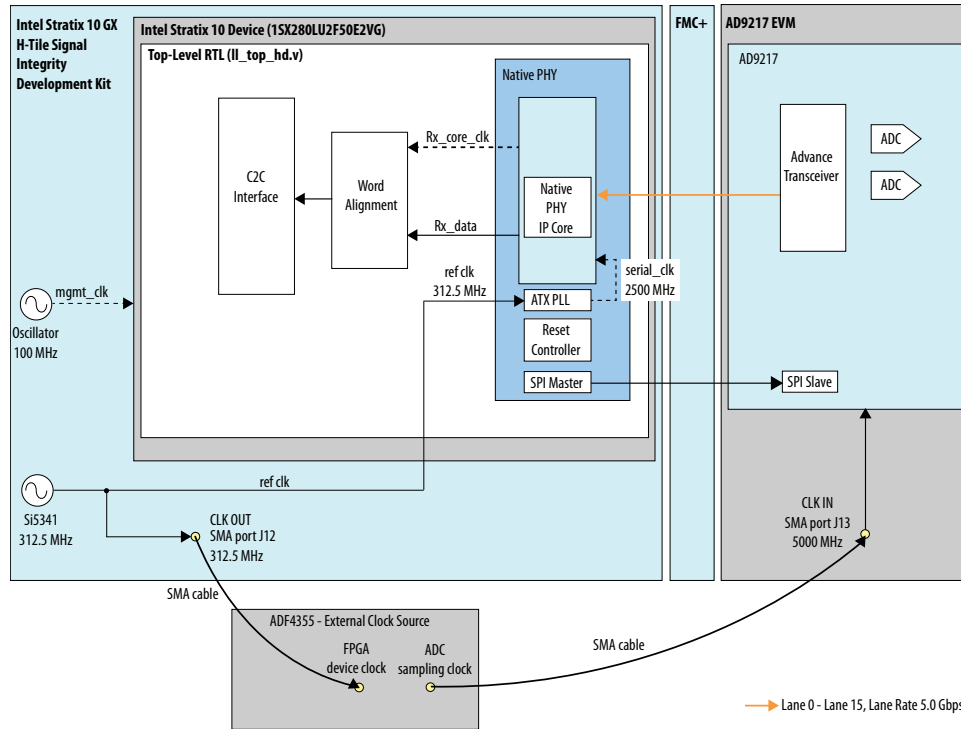 Intel Stratix 10 GX
H-Tile Signal
Integrity
Development Kit
Intel Stratix 10 Device (1SX280LU2F50E2VG)
Top-Level RTL (ll_top_hd.v)
Native PHY
FMC+
AD9217 EVM
AD9217
C2C
Interface
Word
Alignment
Rx_core_clk
Rx_data
Native
PHY
IP Core
Advance
Transceiver
ADC
ADC
serial_clk
2500 MHz
ref clk
312.5 MHz
ATX PLL
Reset
Controller
SPI Master
SPI Slave
mgmt_clk
Oscillator
100 MHz
ref clk
Si5341
312.5 MHz
CLK OUT
SMA port J12
312.5 MHz
CLK IN
SMA port J13
5000 MHz
SMA cable
SMA cable
ADF4355 - External Clock Source
FPGA
device clock
ADC
sampling clock
Lane 0 - Lane 15, Lane Rate 5.0 Gbps